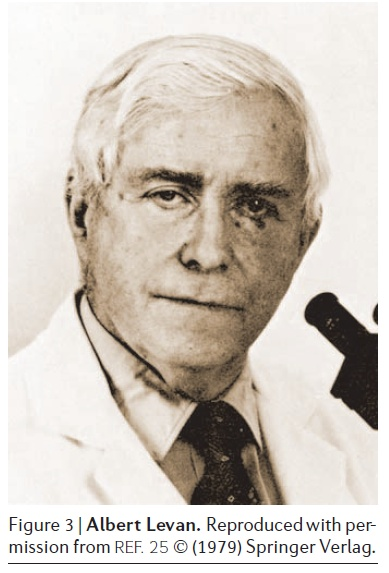 Figure 3 | Albert Levan. Reproduced with per-
mission from REF. 25 © (1979) Springer Verlag.